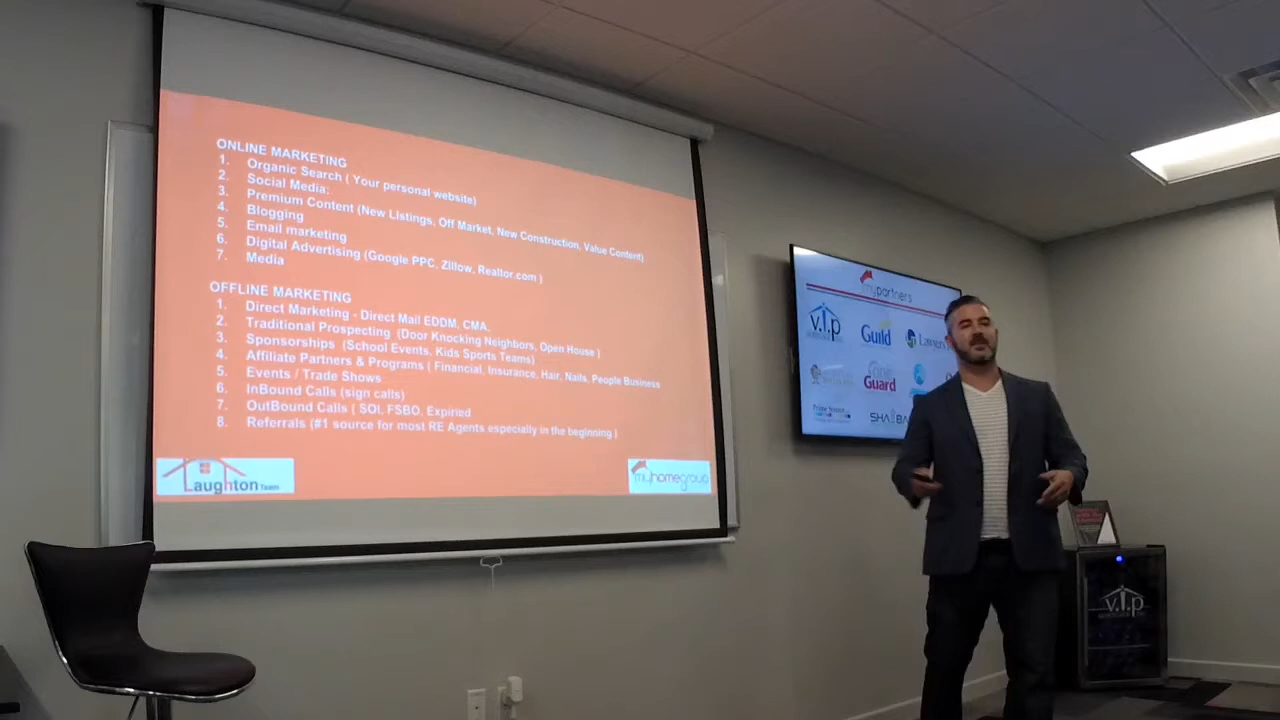 ONLINE MARKETING
1. Organic Search ( Your personal website)
2. Social Media:
3. Premium Content (New Listings, Off Market, New Construction, Value Content)
4. Blogging
5. Email marketing
6. Digital Advertising (Google PPC, Zillow, Realtor.com )
7. Media
OFFLINE MARKETING
1. Direct Marketing - Direct Mail EDDM, CMA,
2. Traditional Prospecting (Door Knocking Neighbors, Open House )
3. Sponsorships (School Events, Kids Sports Teams)
4. Affiliate Partners & Programs ( Financial, Insurance, Hair, Nails, People Business
5. Events / Trade Shows
6. InBound Calls (sign calls)
7. OutBound Calls ( SOI, FSBO, Expiried
8. Referrals (#1 source for most RE Agents especially in the beginning )
Laughton Team
myhomegroup
mypartners
v.i.p
Guild
Lawyers
Guard
v.i.p